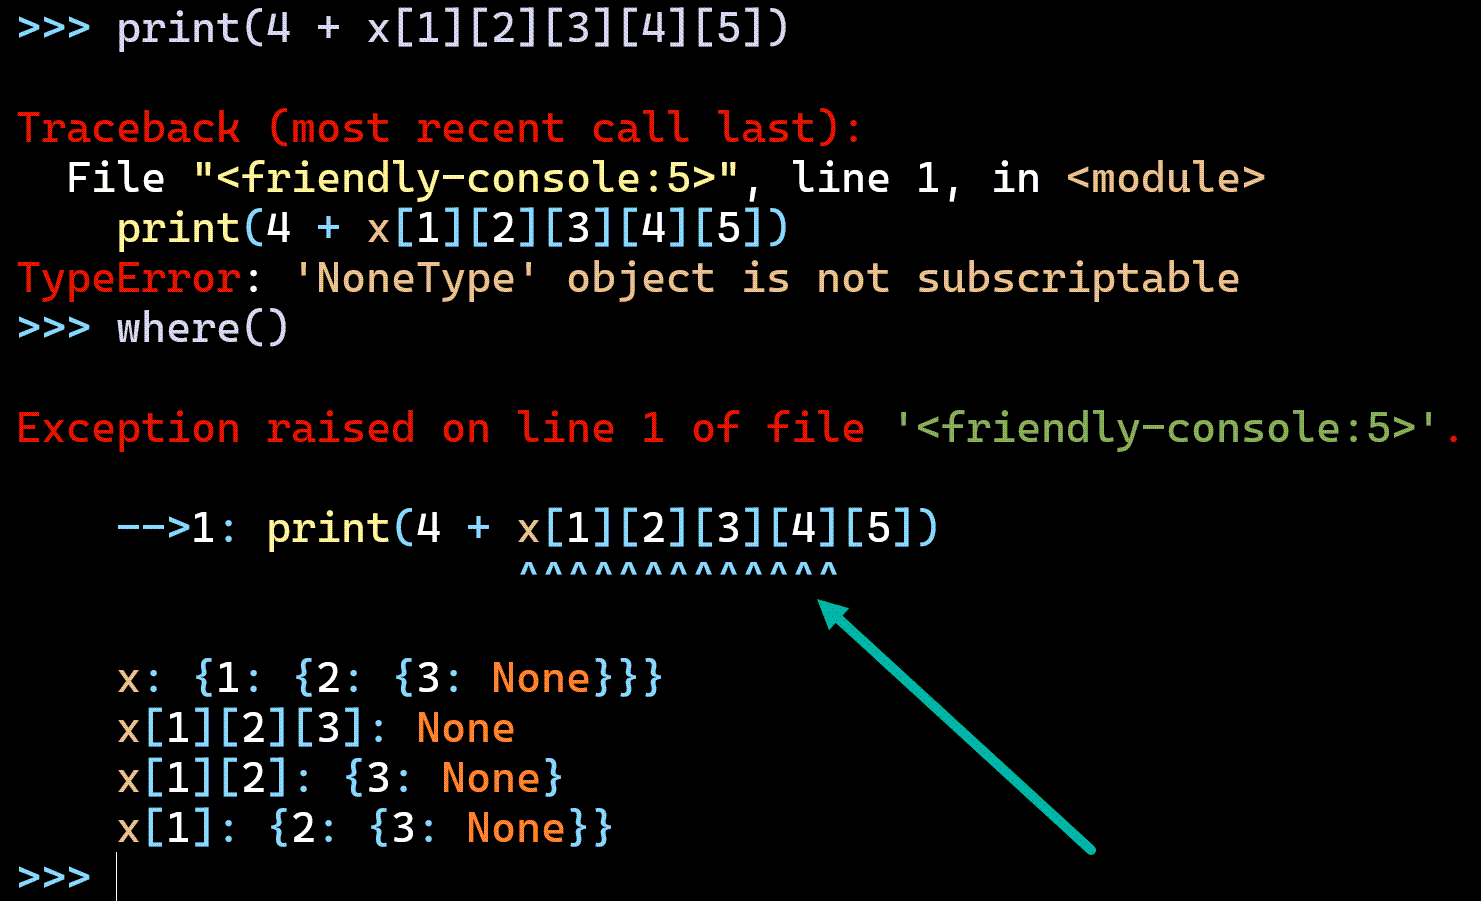 >>> print(4 + x[1][2][3][4][5])
Traceback (most recent call last):
  File "<friendly-console:5>", line 1, in <module>
    print(4 + x[1][2][3][4][5])
TypeError: 'NoneType' object is not subscriptable
>>> where()
Exception raised on line 1 of file '<friendly-console:5>'.
    -->1: print(4 + x[1][2][3][4][5])
                    ^^^^^^^^^^^^^
    x: {1: {2: {3: None}}}
    x[1][2][3]: None
    x[1][2]: {3: None}
    x[1]: {2: {3: None}}
>>>